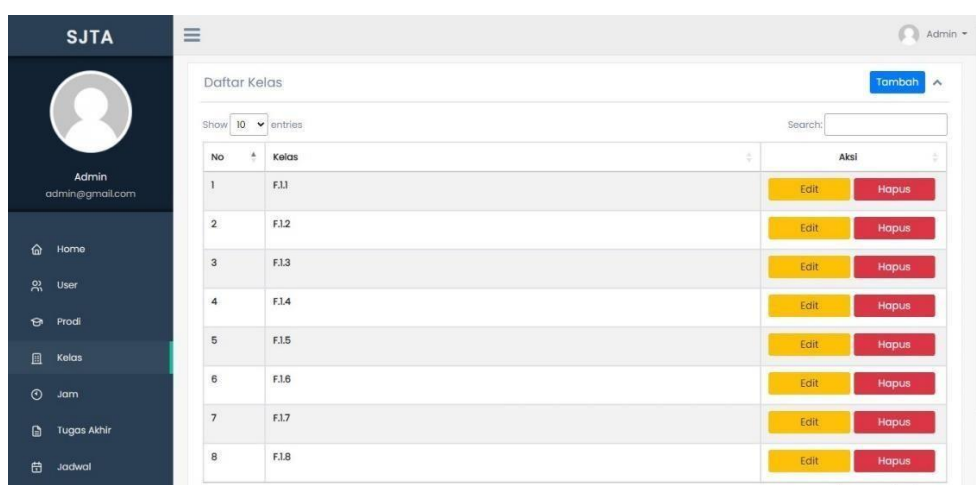 SJTA
Admin
Admin
admin@gmail.com
Home
User
Prodi
Kelas
Jam
Tugas Akhir
Jadwal
Daftar Kelas
Tambah
Show 10 entries
Search:
No Kelas Aksi
1 F.1.1 Edit Hapus
2 F.1.2 Edit Hapus
3 F.1.3 Edit Hapus
4 F.1.4 Edit Hapus
5 F.1.5 Edit Hapus
6 F.1.6 Edit Hapus
7 F.1.7 Edit Hapus
8 F.1.8 Edit Hapus